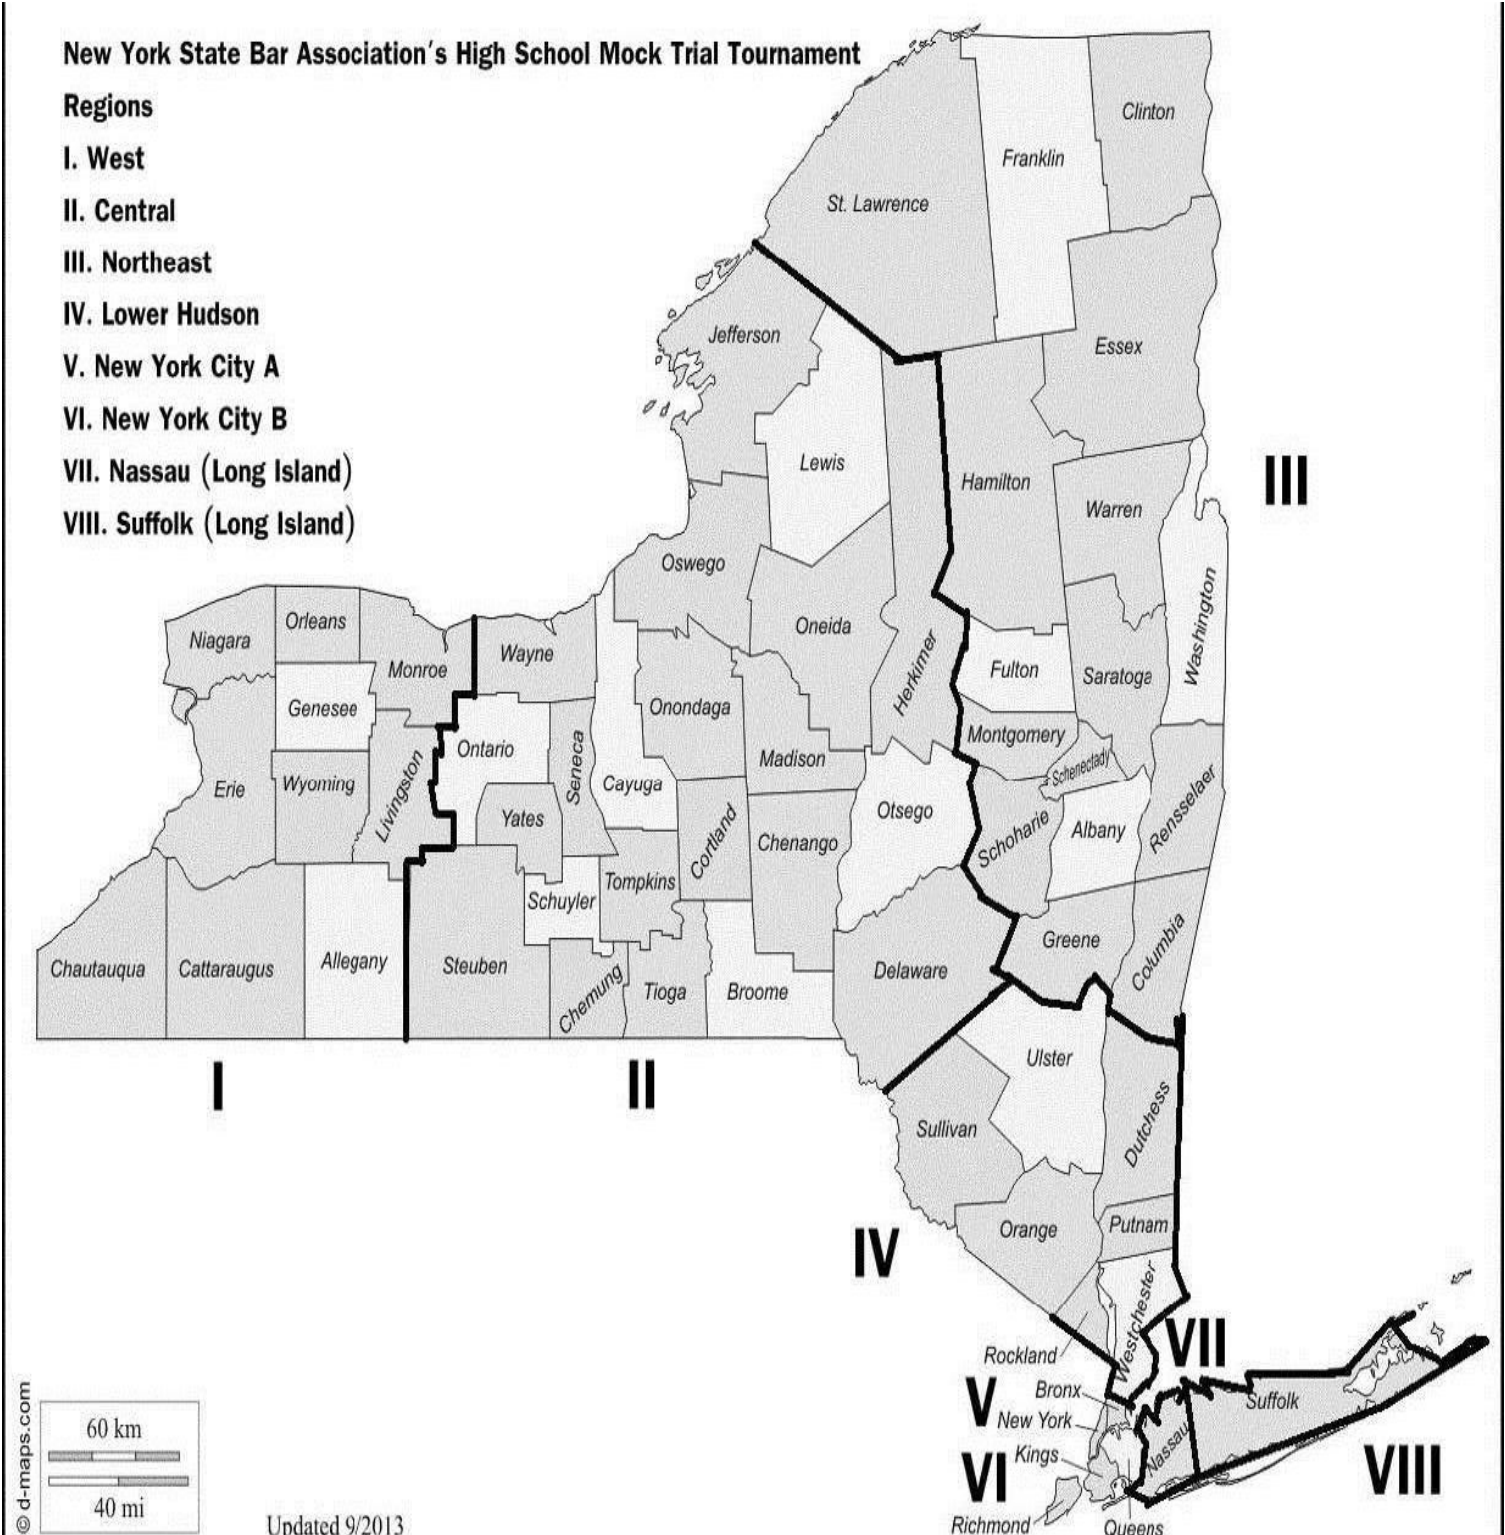 New York State Bar Association's High School Mock Trial Tournament
Regions
I. West
II. Central
III. Northeast
IV. Lower Hudson
V. New York City A
VI. New York City B
VII. Nassau (Long Island)
VIII. Suffolk (Long Island)
Clinton
Franklin
St. Lawrence
Jefferson
Essex
Lewis
Hamilton
III
Warren
Oswego
Washington
Oneida
Herkimer
Fulton
Saratoga
Niagara
Orleans
Monroe
Wayne
Genesee
Onondaga
Montgomery
Ontario
Seneca
Madison
Schenectady
Erie
Wyoming
Livingston
Cayuga
Otsego
Rensselaer
Yates
Cortland
Chenango
Schoharie
Albany
Tompkins
Schuyler
Chautauqua
Cattaraugus
Allegany
Steuben
Chemung
Tioga
Broome
Delaware
Greene
Columbia
I
II
Ulster
Sullivan
Dutchess
IV
Orange
Putnam
Westchester
Rockland
VII
V
Bronx
New York
Suffolk
VI
Kings
Nassau
VIII
Richmond
Queens
© d-maps.com
60 km
40 mi
Updated 9/2013